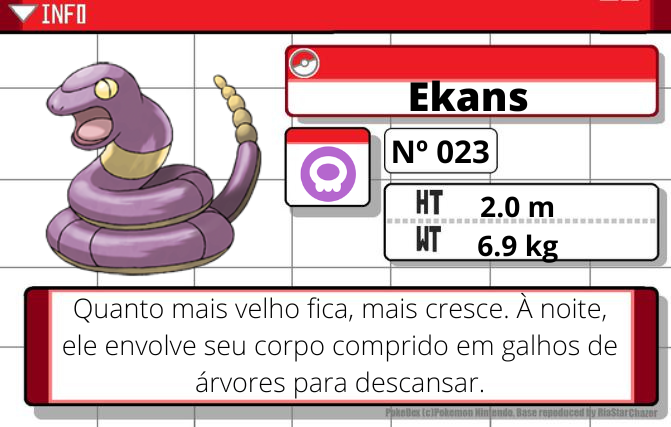 INFO
Ekans
Nº 023
HT 2.0 m
WT 6.9 kg
Quanto mais velho fica, mais cresce. À noite,
ele envolve seu corpo comprido em galhos de
árvores para descansar.
PokeDex (c)Pokemon Nintendo. Base repoduced by RiaStarChazer